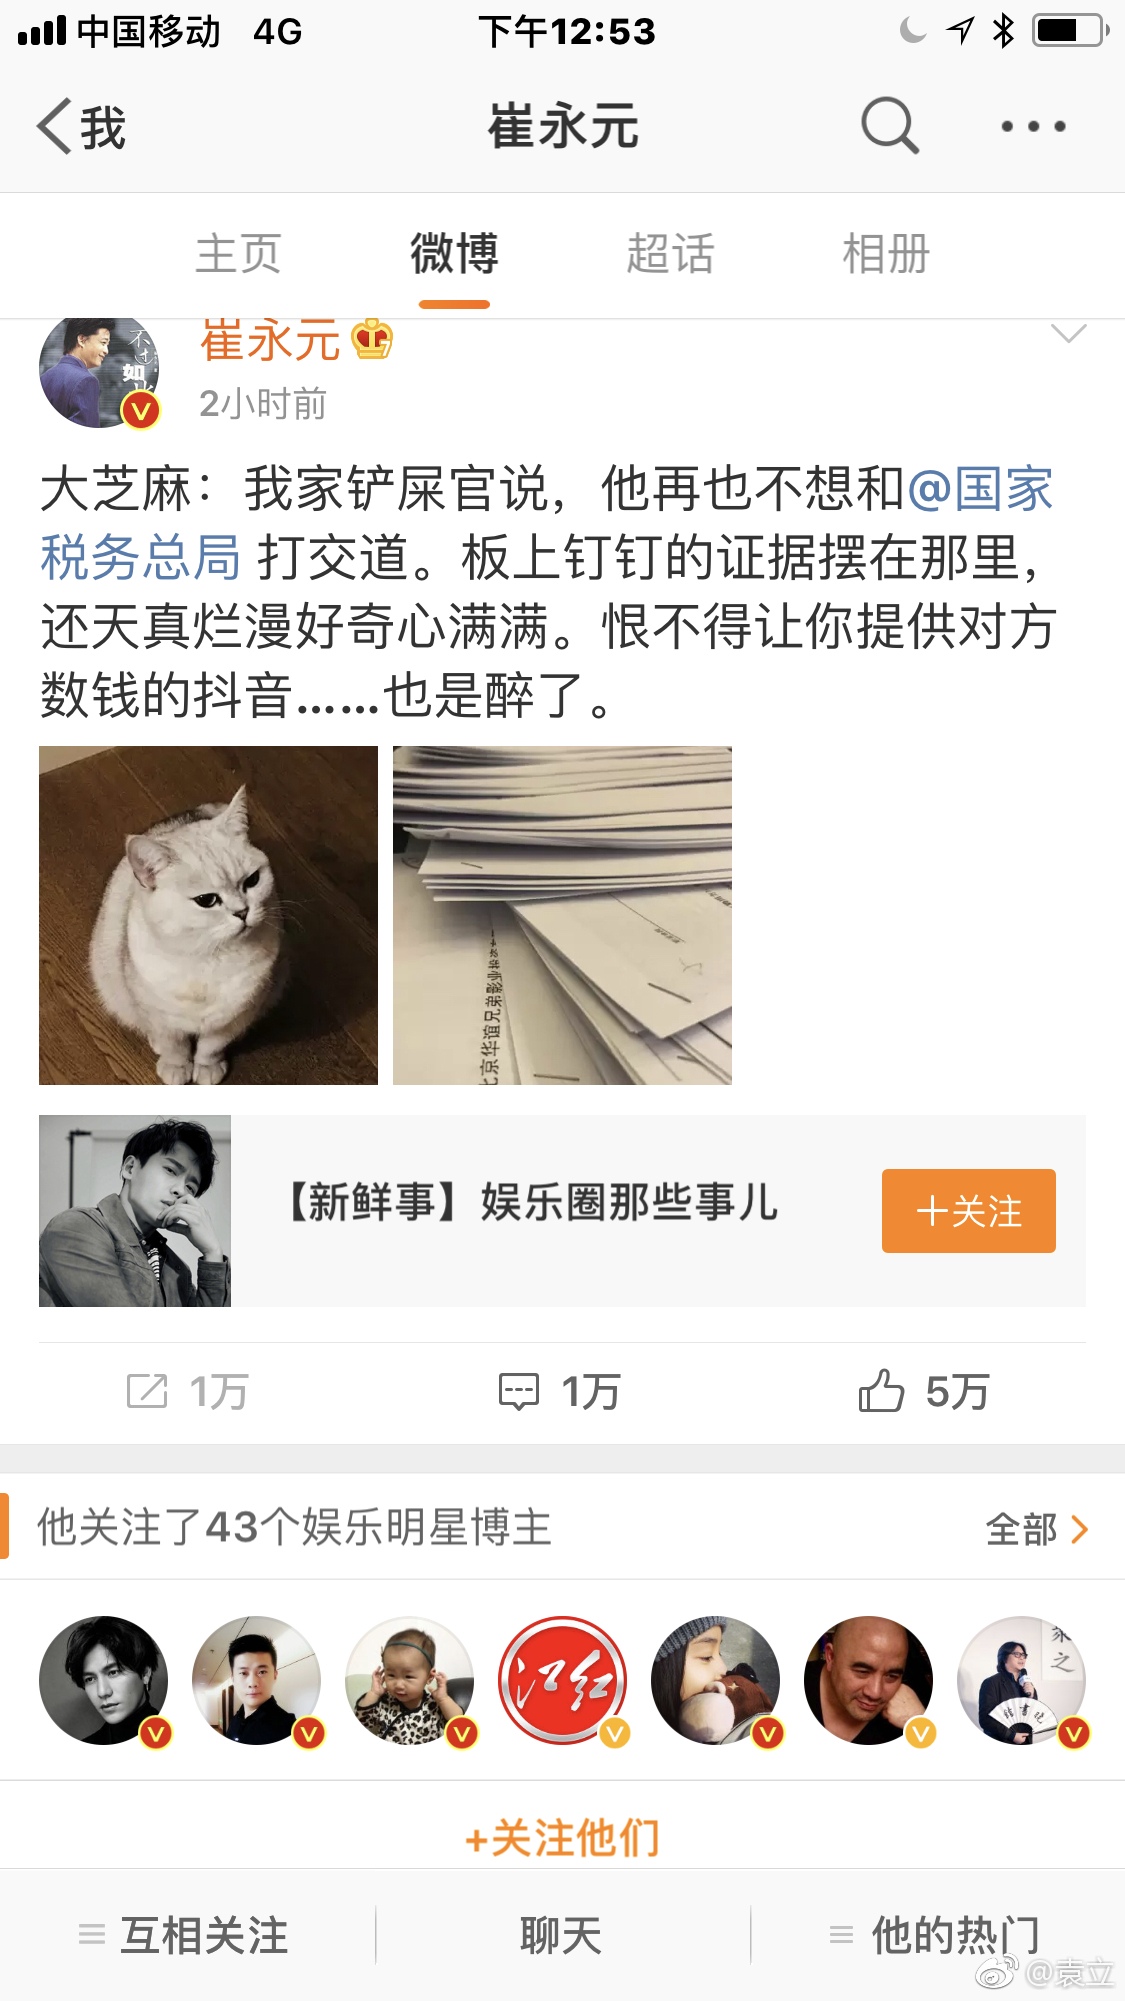 中国移动 4G 下午12:53
我 崔永元
主页 微博 超话 相册
崔永元
2小时前
不过
如
大芝麻：我家铲屎官说，他再也不想和@国家
税务总局 打交道。板上钉钉的证据摆在那里，
还天真烂漫好奇心满满。恨不得让你提供对方
数钱的抖音……也是醉了。
京华谊兄弟影业投资
【新鲜事】娱乐圈那些事儿
十关注
1万 1万 5万
他关注了43个娱乐明星博主 全部
江红
之
+关注他们
互相关注 聊天 他的热门
@袁立